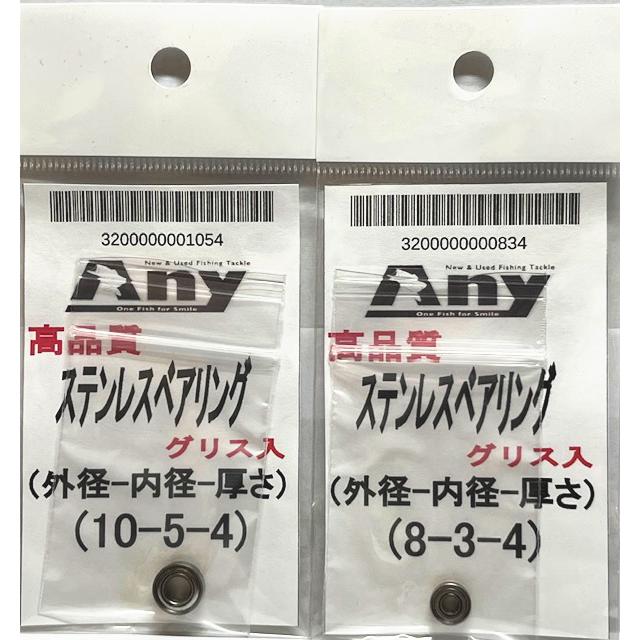 3200000001054
New & Used Fishing Tackle
Any
One Fish for Smile
高品質
ステンレスベアリング
グリス入
(外径-内径-厚さ)
(10-5-4)
3200000000834
New & Used Fishing Tackle
Any
One Fish for Smile
高品質
ステンレスベアリング
グリス入
(外径-内径-厚さ)
(8-3-4)